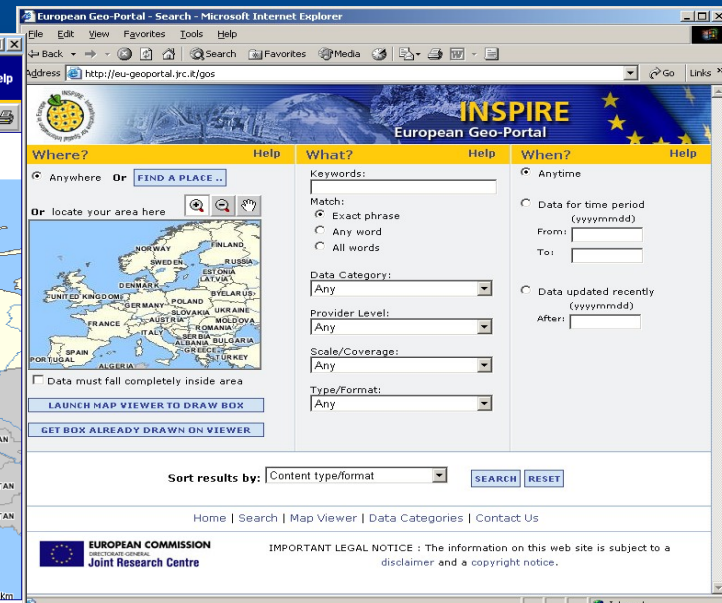 European Geo-Portal - Search - Microsoft Internet Explorer
File Edit View Favorites Tools Help
Back Search Favorites Media
Address http://eu-geoportal.jrc.it/gos Go Links »
INSPIRE
European Geo-Portal
Where? Help What? Help When? Help
Anywhere Or FIND A PLACE ..
Or locate your area here
NORWAY
FINLAND
SWEDEN
RUSSIA
ESTONIA
LATVIA
DENMARK
UNITED KINGDOM
BYELARUS
GERMANY
POLAND
SLOVAKIA
UKRAINE
FRANCE
AUSTRIA
MOLDOVA
ROMANIA
ITALY
SERBIA
ALBANIA
BULGARIA
SPAIN
GREECE
PORTUGAL
TURKEY
ALGERIA
Data must fall completely inside area
LAUNCH MAP VIEWER TO DRAW BOX
GET BOX ALREADY DRAWN ON VIEWER
Keywords:
Match:
Exact phrase
Any word
All words
Data Category:
Any
Provider Level:
Any
Scale/Coverage:
Any
Type/Format:
Any
Anytime
Data for time period
(yyyymmdd)
From:
To:
Data updated recently
(yyyymmdd)
After:
Sort results by: Content type/format SEARCH RESET
Home | Search | Map Viewer | Data Categories | Contact Us
EUROPEAN COMMISSION
DIRECTORATE-GENERAL
Joint Research Centre
IMPORTANT LEGAL NOTICE : The information on this web site is subject to a
disclaimer and a copyright notice.
elp
AN
TAN
TAN
Km